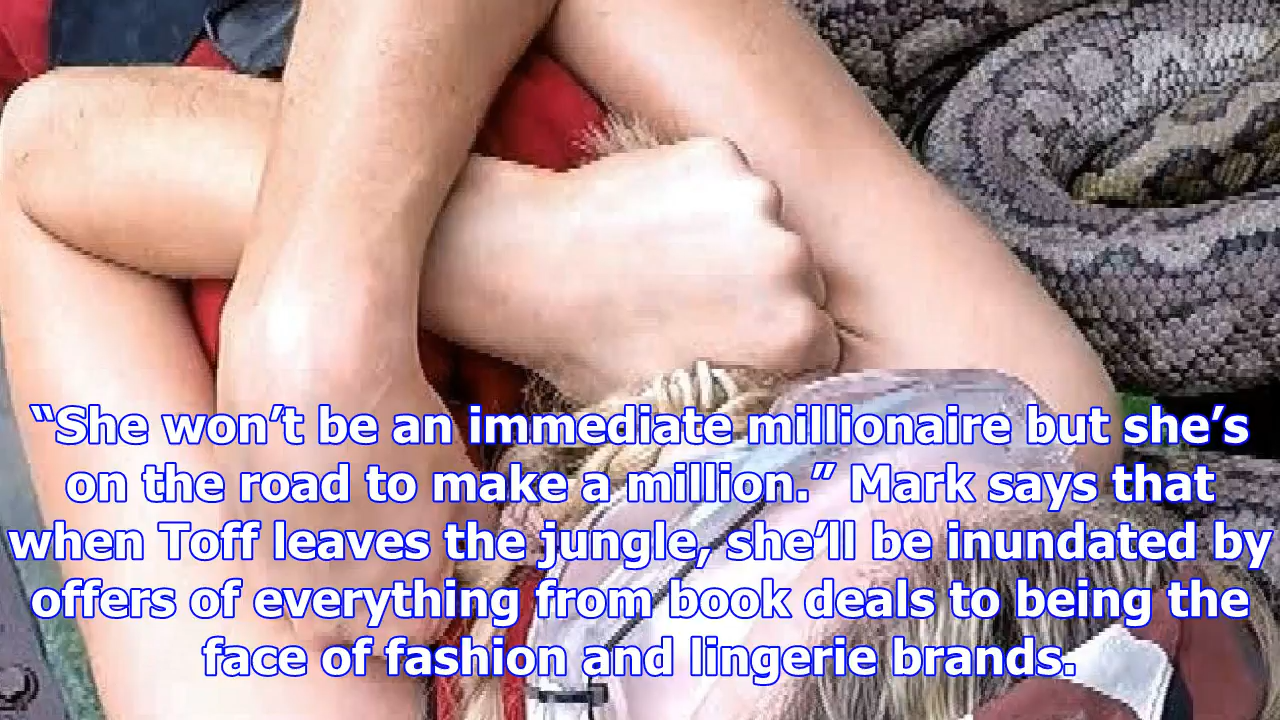 “She won’t be an immediate millionaire but she’s
on the road to make a million.” Mark says that
when Toff leaves the jungle, she’ll be inundated by
offers of everything from book deals to being the
face of fashion and lingerie brands.